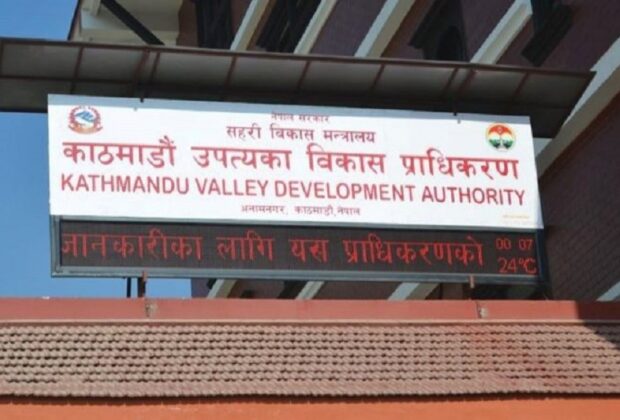 नेपाल सरकार
सहरी विकास मन्त्रालय
काठमाडौं उपत्यका विकास प्राधिकरण
KATHMANDU VALLEY DEVELOPMENT AUTHORITY
अनामनगर, काठमाडौं,नेपाल
जानकारीका लागि यस प्राधिकरणको 00 07
24°C